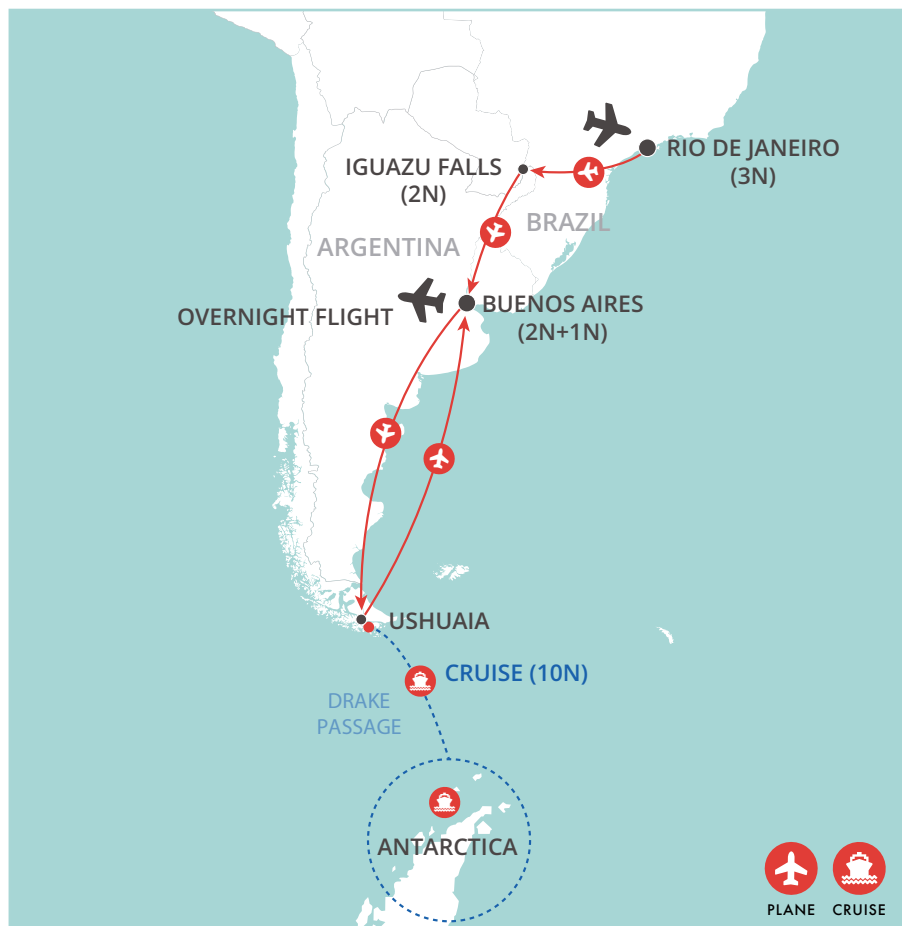 RIO DE JANEIRO
(3N)
IGUAZU FALLS
(2N)
BRAZIL
ARGENTINA
BUENOS AIRES
(2N+1N)
OVERNIGHT FLIGHT
USHUAIA
CRUISE (10N)
DRAKE
PASSAGE
ANTARCTICA
PLANE
CRUISE